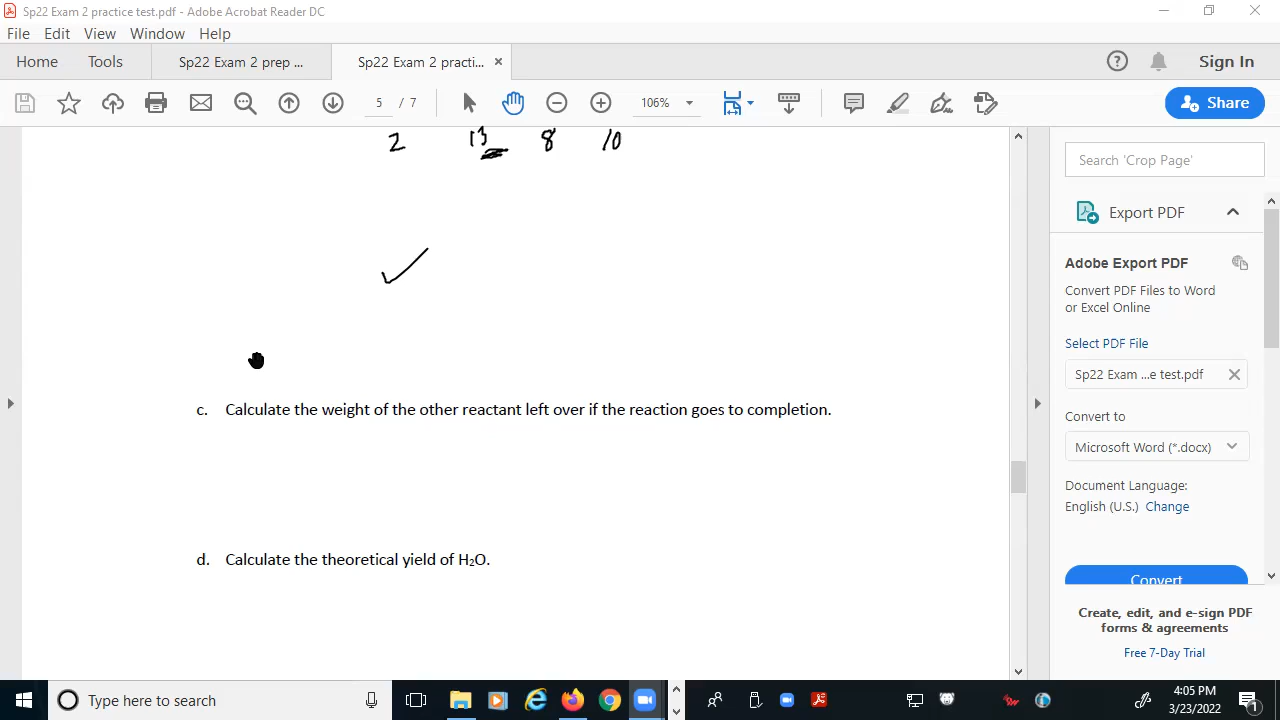 Sp22 Exam 2 practice test.pdf - Adobe Acrobat Reader DC
File Edit View Window Help
Home Tools Sp22 Exam 2 prep ... Sp22 Exam 2 practi... Sign In
5 / 7 106% Share
2 13 8 10
Search 'Crop Page'
Export PDF
Adobe Export PDF
Convert PDF Files to Word
or Excel Online
Select PDF File
Sp22 Exam ...e test.pdf
c. Calculate the weight of the other reactant left over if the reaction goes to completion.
Convert to
Microsoft Word (*.docx)
Document Language:
English (U.S.) Change
d. Calculate the theoretical yield of H₂O.
Convert
Create, edit, and e-sign PDF
forms & agreements
Free 7-Day Trial
Type here to search
4:05 PM
3/23/2022
1